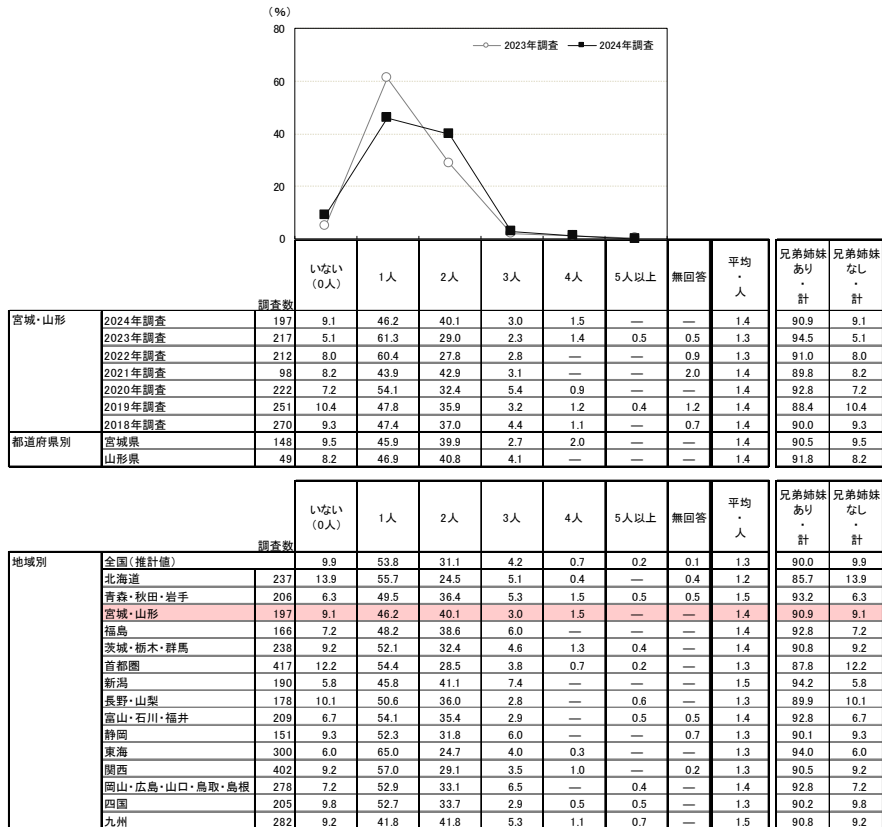 (%)
80
60
40
20
0
2023年調査 2024年調査
調査数 いない(0人) 1人 2人 3人 4人 5人以上 無回答 平均・人 兄弟姉妹あり・計 兄弟姉妹なし・計
宮城・山形 2024年調査 197 9.1 46.2 40.1 3.0 1.5 — — 1.4 90.9 9.1
2023年調査 217 5.1 61.3 29.0 2.3 1.4 0.5 0.5 1.3 94.5 5.1
2022年調査 212 8.0 60.4 27.8 2.8 — — 0.9 1.3 91.0 8.0
2021年調査 98 8.2 43.9 42.9 3.1 — — 2.0 1.4 89.8 8.2
2020年調査 222 7.2 54.1 32.4 5.4 0.9 — — 1.4 92.8 7.2
2019年調査 251 10.4 47.8 35.9 3.2 1.2 0.4 1.2 1.4 88.4 10.4
2018年調査 270 9.3 47.4 37.0 4.4 1.1 — 0.7 1.4 90.0 9.3
都道府県別 宮城県 148 9.5 45.9 39.9 2.7 2.0 — — 1.4 90.5 9.5
山形県 49 8.2 46.9 40.8 4.1 — — — 1.4 91.8 8.2
調査数 いない(0人) 1人 2人 3人 4人 5人以上 無回答 平均・人 兄弟姉妹あり・計 兄弟姉妹なし・計
地域別 全国(推計値) 9.9 53.8 31.1 4.2 0.7 0.2 0.1 1.3 90.0 9.9
北海道 237 13.9 55.7 24.5 5.1 0.4 — 0.4 1.2 85.7 13.9
青森・秋田・岩手 206 6.3 49.5 36.4 5.3 1.5 0.5 0.5 1.5 93.2 6.3
宮城・山形 197 9.1 46.2 40.1 3.0 1.5 — — 1.4 90.9 9.1
福島 166 7.2 48.2 38.6 6.0 — — — 1.4 92.8 7.2
茨城・栃木・群馬 238 9.2 52.1 32.4 4.6 1.3 0.4 — 1.4 90.8 9.2
首都圏 417 12.2 54.4 28.5 3.8 0.7 0.2 — 1.3 87.8 12.2
新潟 190 5.8 45.8 41.1 7.4 — — — 1.5 94.2 5.8
長野・山梨 178 10.1 50.6 36.0 2.8 — 0.6 — 1.3 89.9 10.1
富山・石川・福井 209 6.7 54.1 35.4 2.9 — 0.5 0.5 1.4 92.8 6.7
静岡 151 9.3 52.3 31.8 6.0 — — 0.7 1.3 90.1 9.3
東海 300 6.0 65.0 24.7 4.0 0.3 — — 1.3 94.0 6.0
関西 402 9.2 57.0 29.1 3.5 1.0 — 0.2 1.3 90.5 9.2
岡山・広島・山口・鳥取・島根 278 7.2 52.9 33.1 6.5 — 0.4 — 1.4 92.8 7.2
四国 205 9.8 52.7 33.7 2.9 0.5 0.5 — 1.3 90.2 9.8
九州 282 9.2 41.8 41.8 5.3 1.1 0.7 — 1.5 90.8 9.2